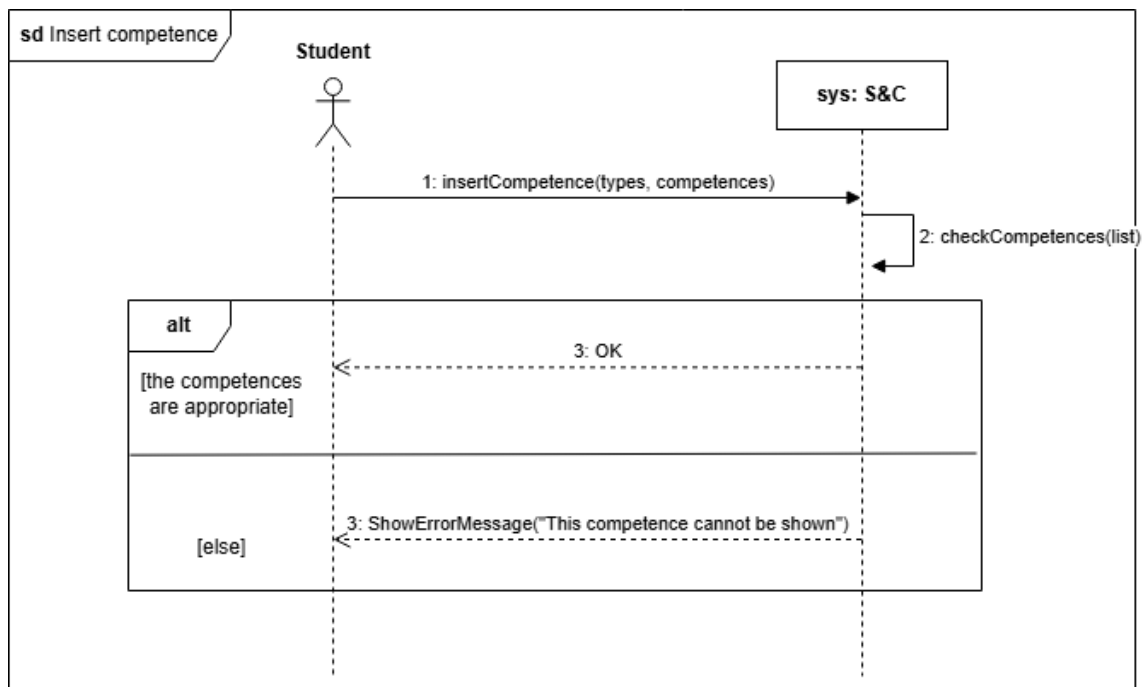 sd Insert competence
Student
sys: S&C
1: insertCompetence(types, competences)
2: checkCompetences(list)
alt
3: OK
[the competences
are appropriate]
3: ShowErrorMessage("This competence cannot be shown")
[else]